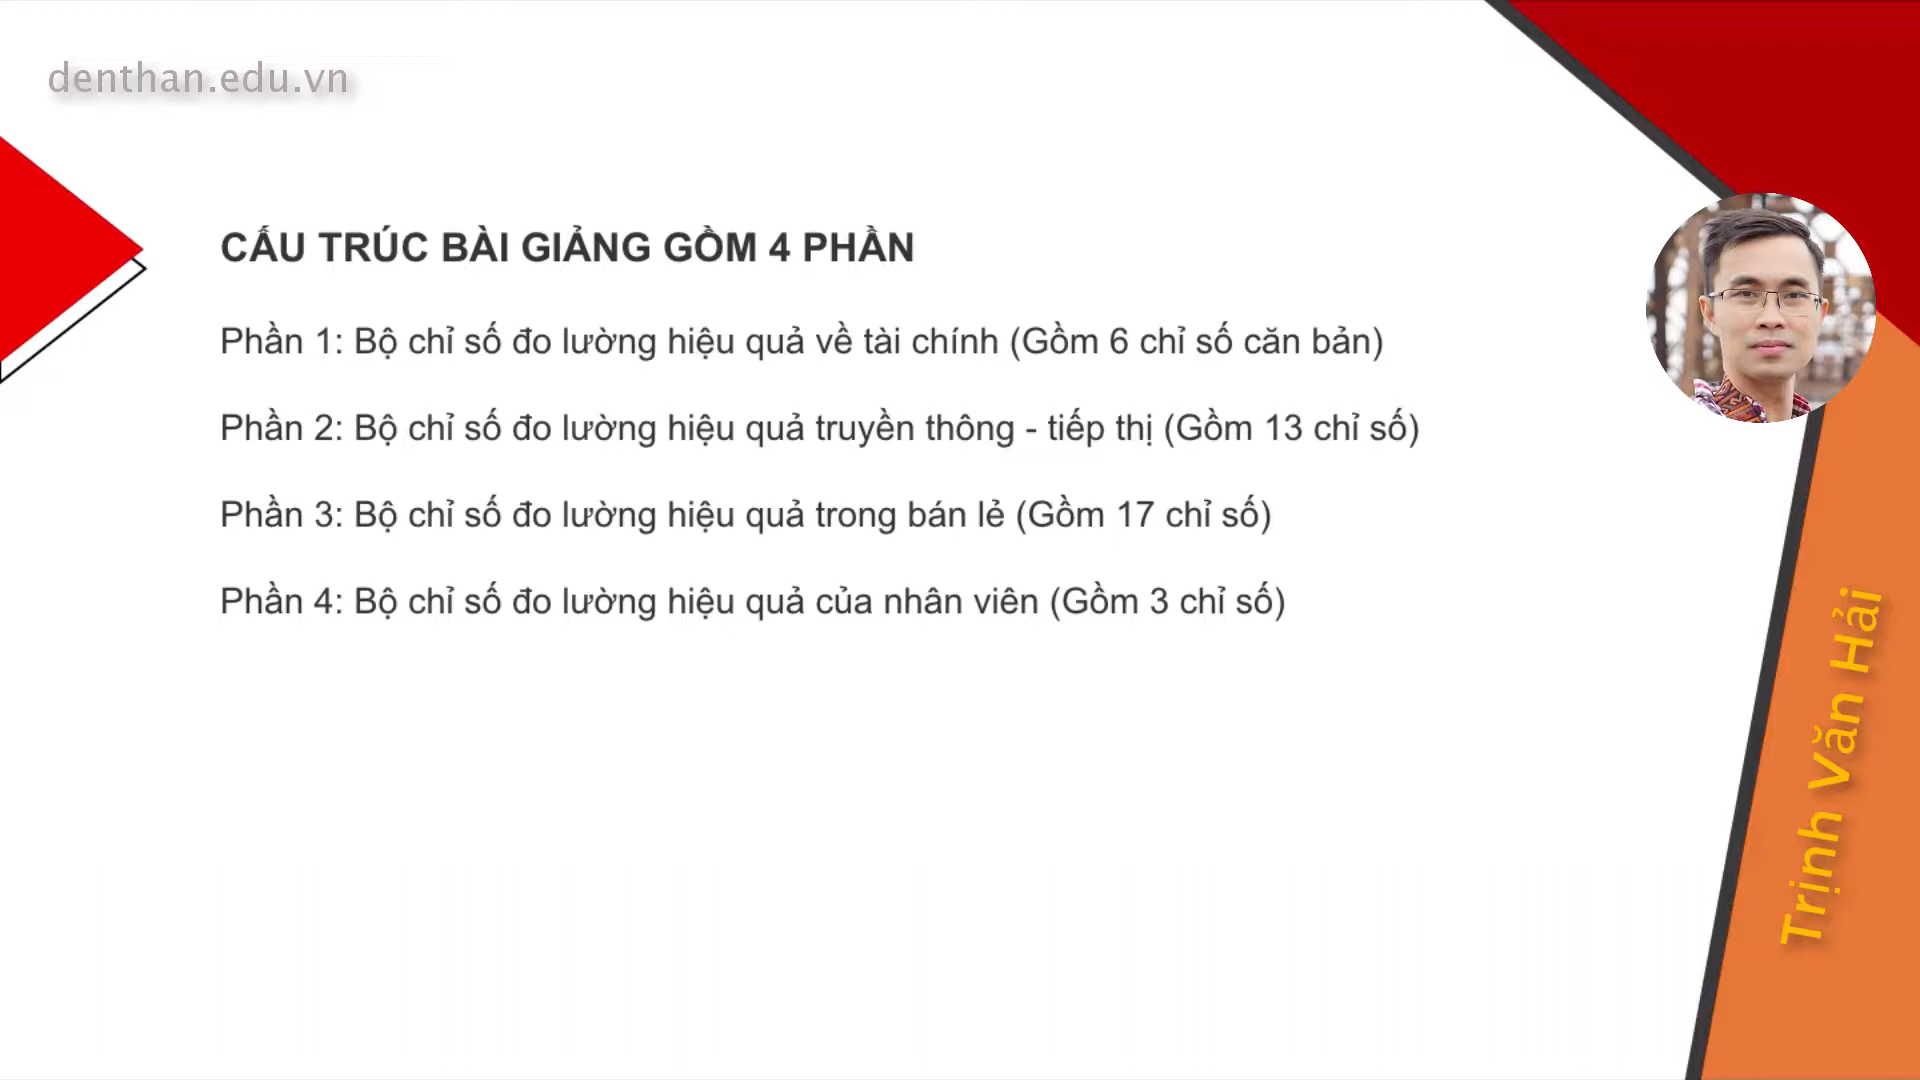 denthan.edu.vn
CẤU TRÚC BÀI GIẢNG GỒM 4 PHẦN
Phần 1: Bộ chỉ số đo lường hiệu quả về tài chính (Gồm 6 chỉ số căn bản)
Phần 2: Bộ chỉ số đo lường hiệu quả truyền thông - tiếp thị (Gồm 13 chỉ số)
Phần 3: Bộ chỉ số đo lường hiệu quả trong bán lẻ (Gồm 17 chỉ số)
Phần 4: Bộ chỉ số đo lường hiệu quả của nhân viên (Gồm 3 chỉ số)
Trịnh Văn Hải